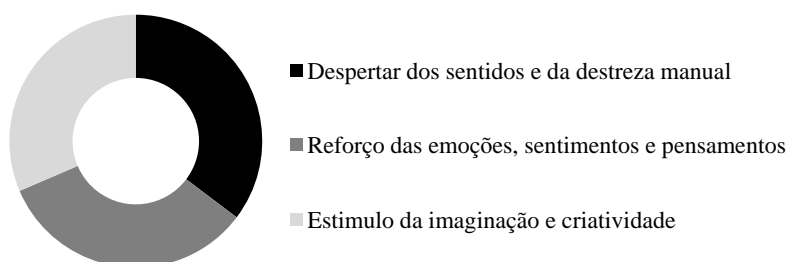 Despertar dos sentidos e da destreza manual
Reforço das emoções, sentimentos e pensamentos
Estimulo da imaginação e criatividade